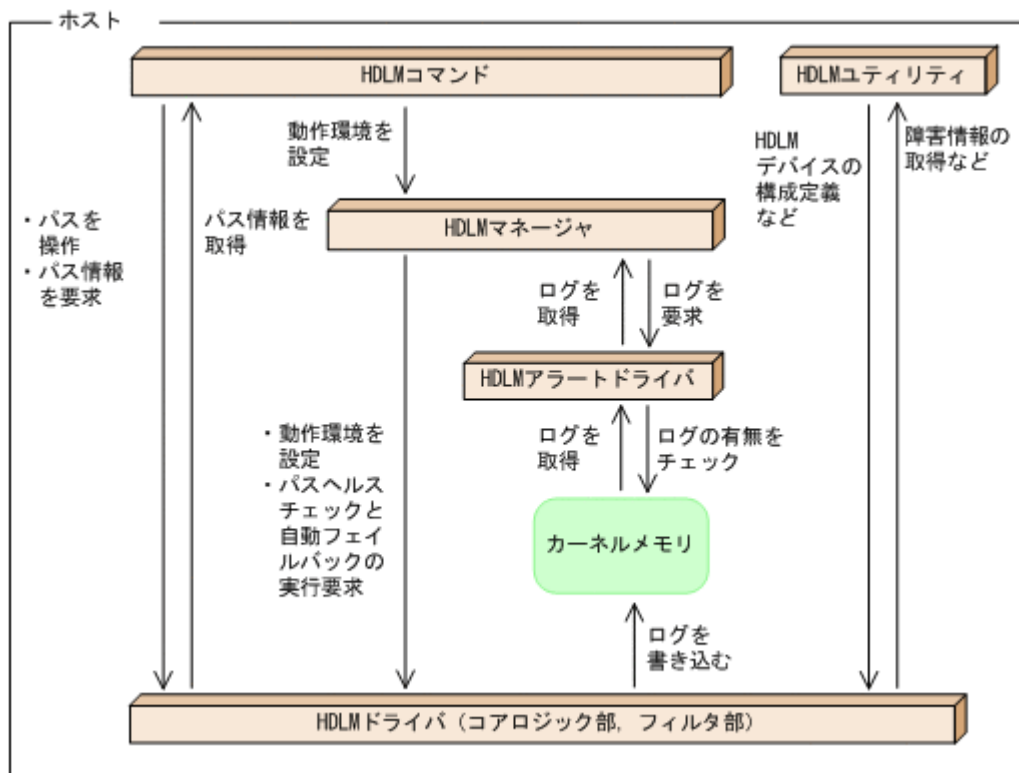 ホスト
HDLMコマンド
HDLMユティリティ
動作環境を
設定
HDLM
デバイスの
構成定義
など
障害情報の
取得など
・パスを
操作
・パス情報
を要求
パス情報を
取得
HDLMマネージャ
ログを
取得
ログを
要求
HDLMアラートドライバ
・動作環境を
設定
・パスヘルス
チェックと
自動フェイ
ルバックの
実行要求
ログを
取得
ログの有無を
チェック
カーネルメモリ
ログを
書き込む
HDLMドライバ（コアロジック部，フィルタ部）